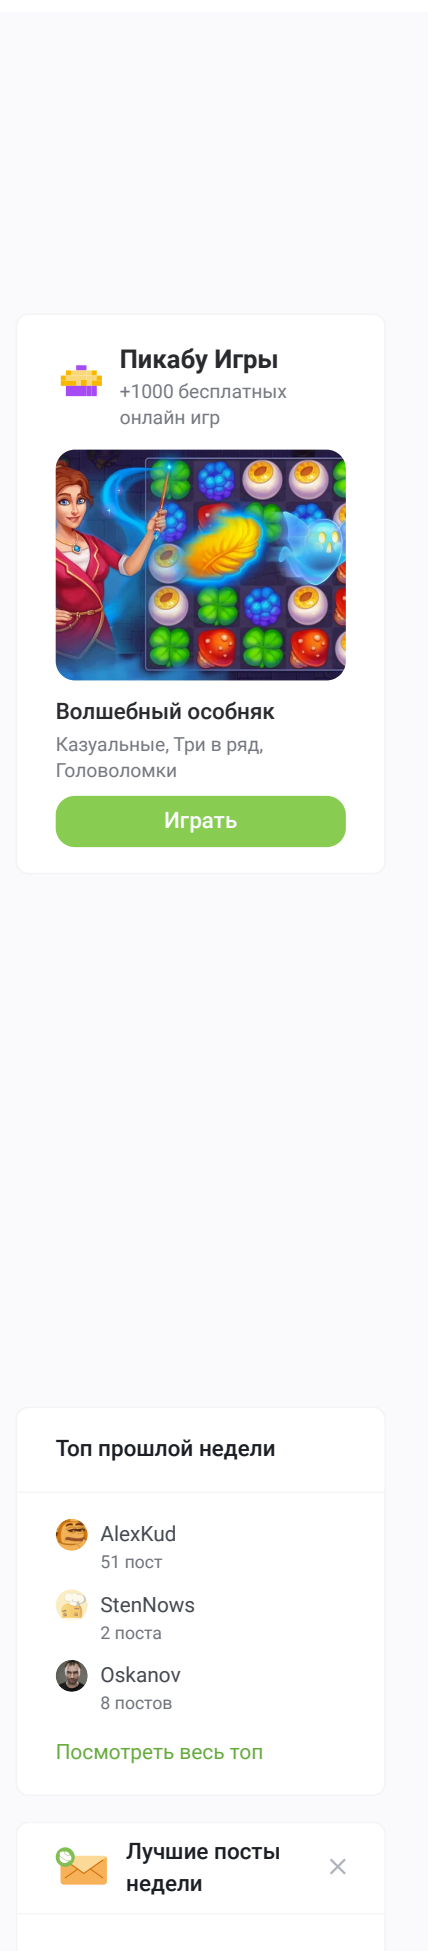 Пикабу Игры
+1000 бесплатных
онлайн игр
Волшебный особняк
Казуальные, Три в ряд,
Головоломки
Играть
Топ прошлой недели
AlexKud
51 пост
StenNows
2 поста
Oskanov
8 постов
Посмотреть весь топ
Лучшие посты
недели